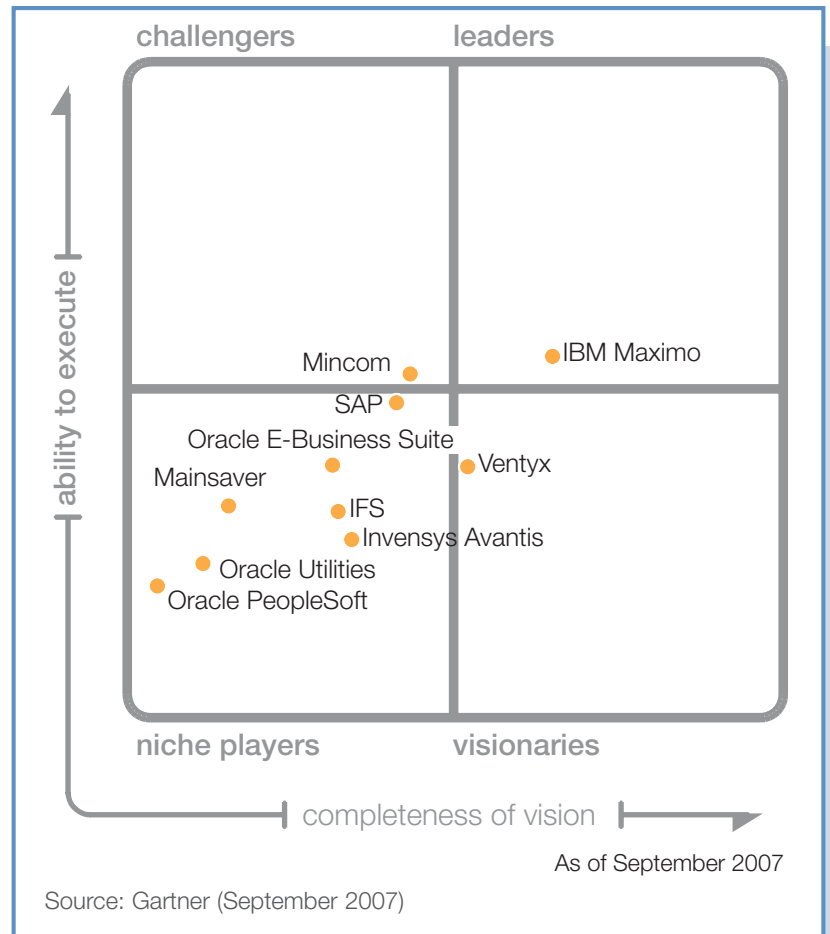 challengers
leaders
ability to execute
IBM Maximo
Mincom
SAP
Oracle E-Business Suite
Ventyx
Mainsaver
IFS
Invensys Avantis
Oracle Utilities
Oracle PeopleSoft
niche players
visionaries
completeness of vision
As of September 2007
Source: Gartner (September 2007)